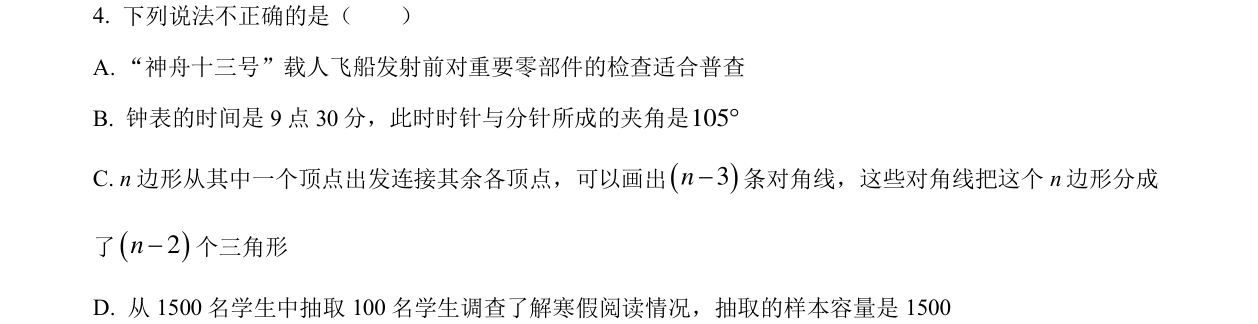 4. 下列说法不正确的是（　　）
A. “神舟十三号”载人飞船发射前对重要零部件的检查适合普查
B. 钟表的时间是 9 点 30 分，此时时针与分针所成的夹角是105°
C. n 边形从其中一个顶点出发连接其余各顶点，可以画出(n−3)条对角线，这些对角线把这个 n 边形分成
了(n−2)个三角形
D. 从 1500 名学生中抽取 100 名学生调查了解寒假阅读情况，抽取的样本容量是 1500